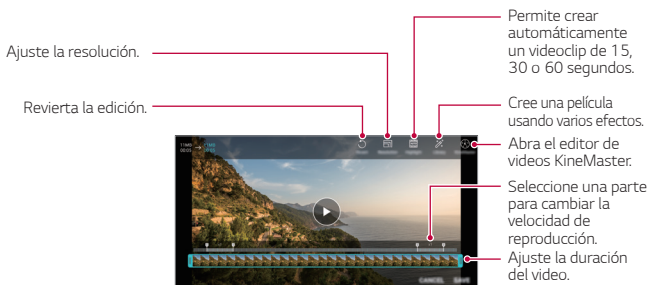 Permite crear
automáticamente
un videoclip de 15,
30 o 60 segundos.
Ajuste la resolución.
Revierta la edición.
Cree una película
usando varios efectos.
Abra el editor de
videos KineMaster.
Seleccione una parte
para cambiar la
velocidad de
reproducción.
Ajuste la duración
del video.
CANCEL SAVE